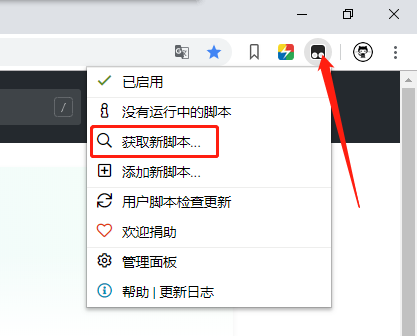 /
已启用
没有运行中的脚本
获取新脚本...
添加新脚本...
用户脚本检查更新
欢迎捐助
管理面板
帮助 | 更新日志